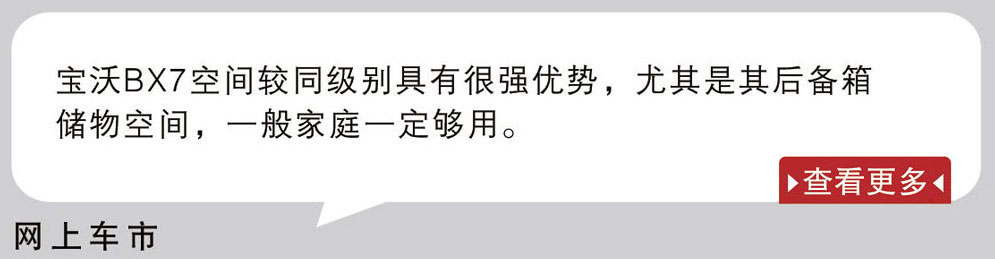 宝沃BX7空间较同级别具有很强优势，尤其是其后备箱
储物空间，一般家庭一定够用。
查看更多
网上车市